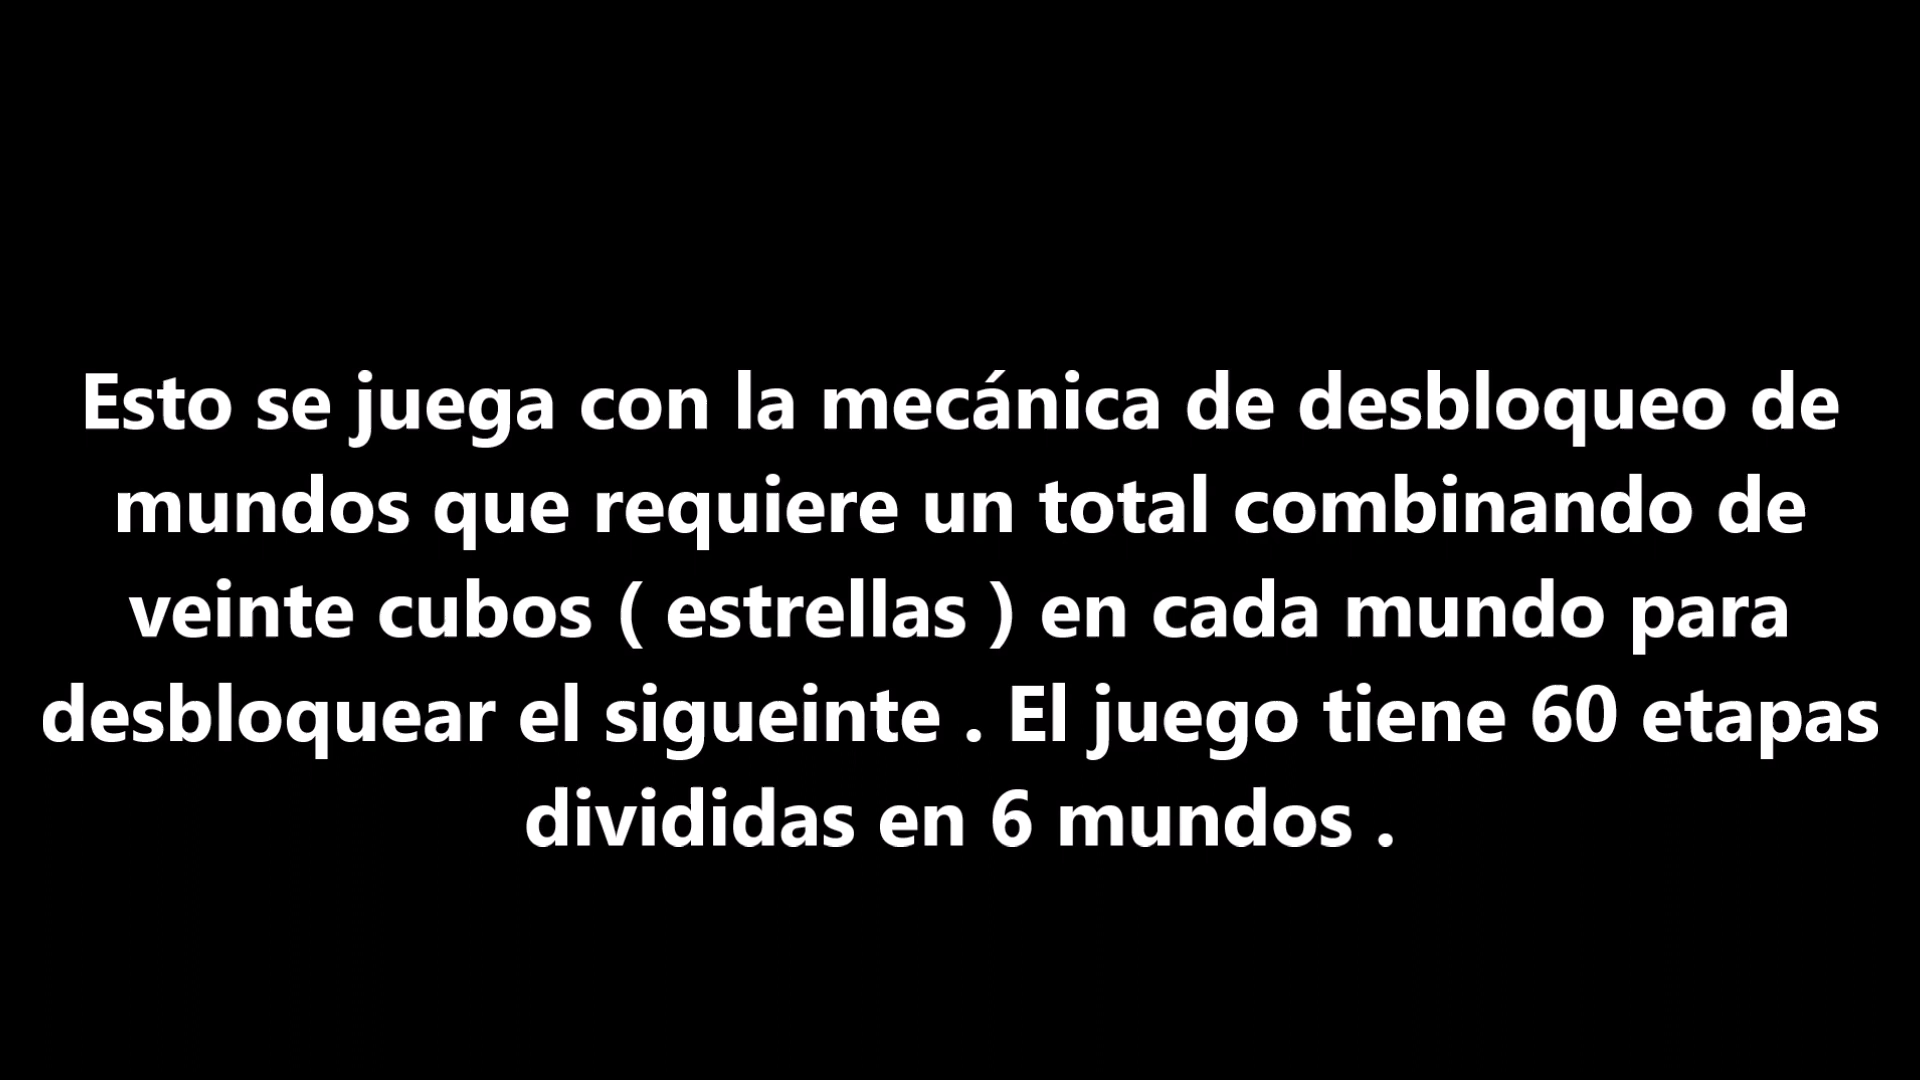 Esto se juega con la mecánica de desbloqueo de
mundos que requiere un total combinando de
veinte cubos ( estrellas ) en cada mundo para
desbloquear el sigueinte . El juego tiene 60 etapas
divididas en 6 mundos .